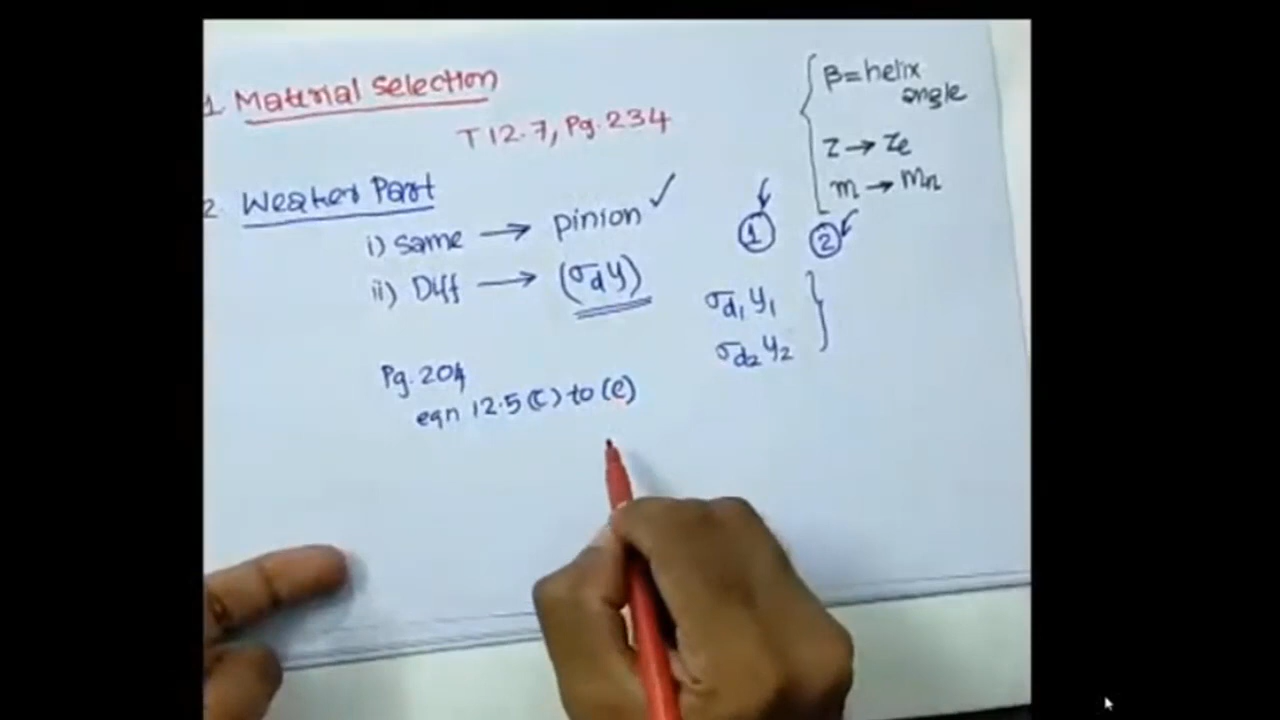 1. Material Selection
T 12.7, Pg. 234
2. Weaker Part
i) Same → pinion ✓
ii) Diff → (σd y)
Pg. 204
eqn 12.5 (c) to (e)
β = helix
angle
z → ze
m → mn
① ②
σd1 y1
σd2 y2